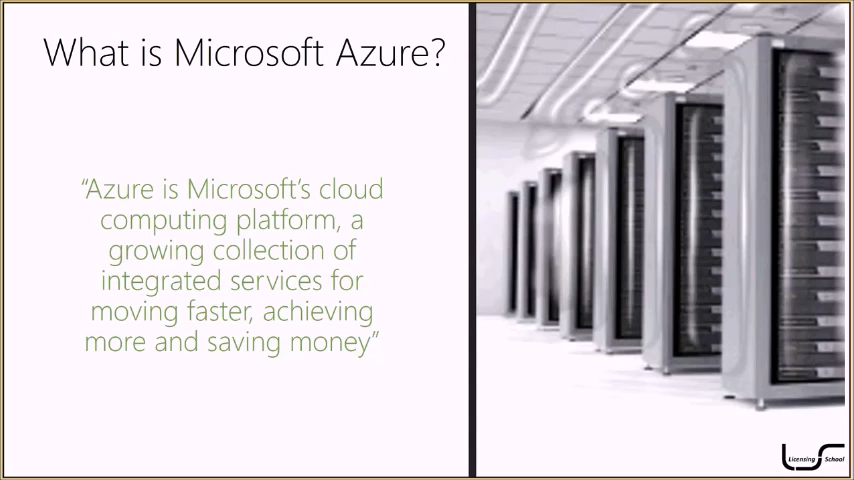 What is Microsoft Azure?
“Azure is Microsoft’s cloud
computing platform, a
growing collection of
integrated services for
moving faster, achieving
more and saving money”
Licensing School